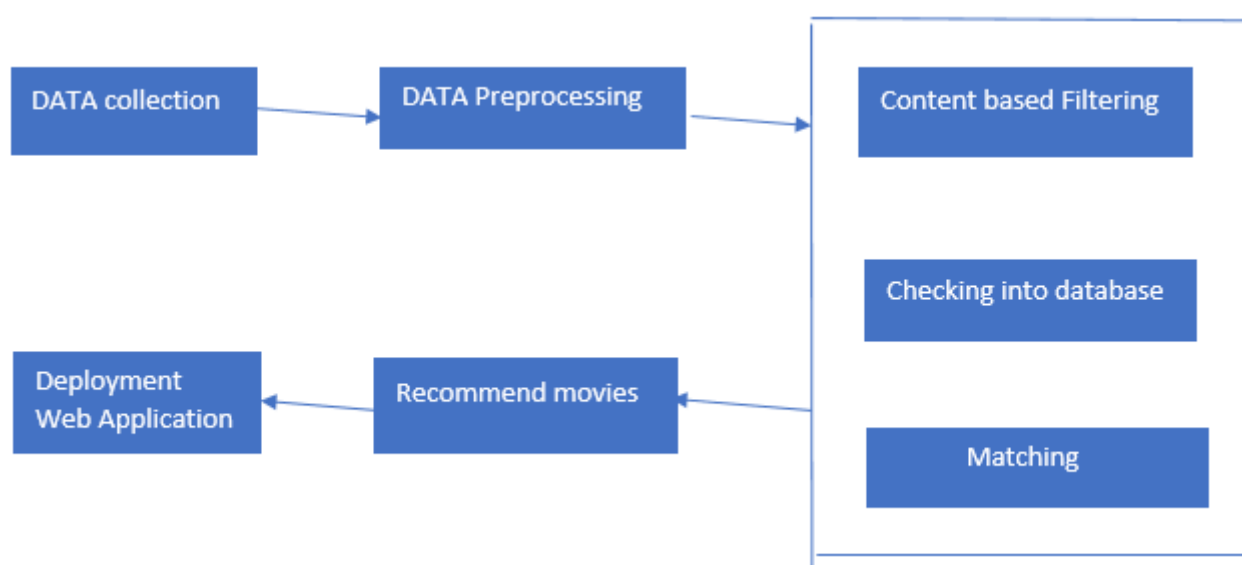 DATA collection
DATA Preprocessing
Content based Filtering
Checking into database
Matching
Recommend movies
Deployment
Web Application